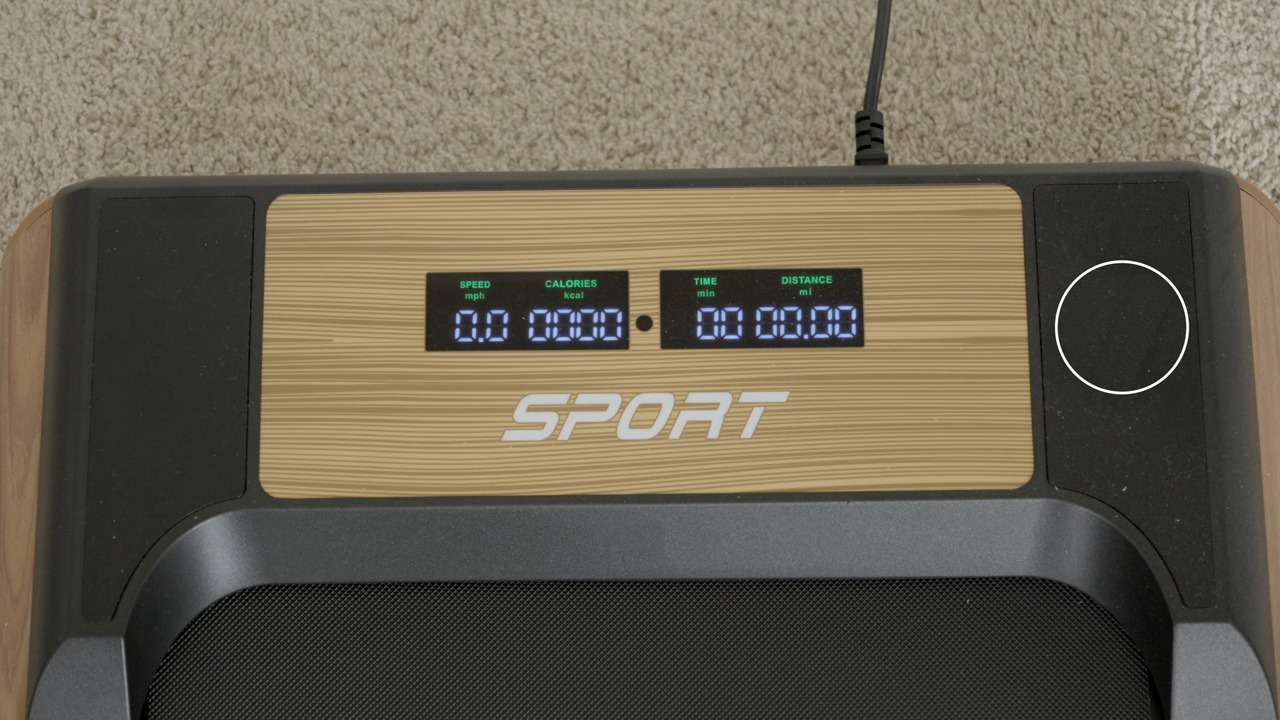 SPEED CALORIES
mph kcal
0.0 0000
TIME DISTANCE
min mi
00 00.00
SPORT